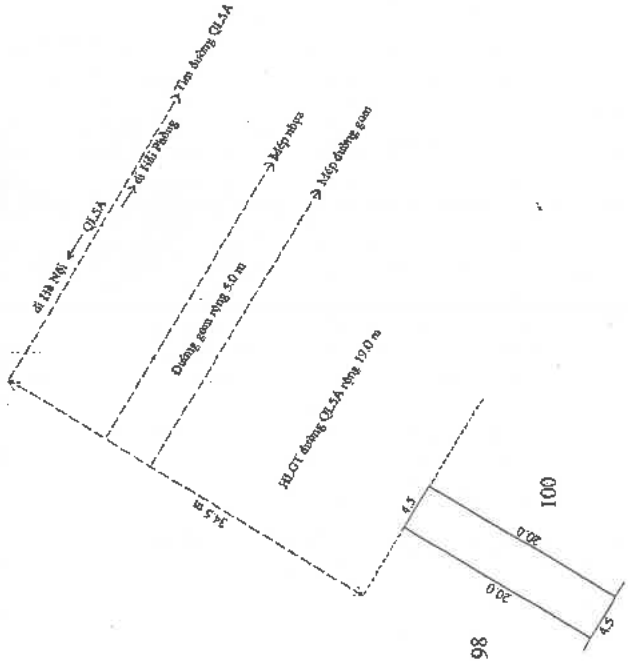 Tim đường QL5A
đi Hải Phòng
QL5A
đi Hà Nội
Mép nhựa
Mép đường gom
Đường gom rộng 5.0 m
HLGT đường QL5A rộng 19.0 m
34.5 m
4.5
100
20.0
20.0
4.5
98